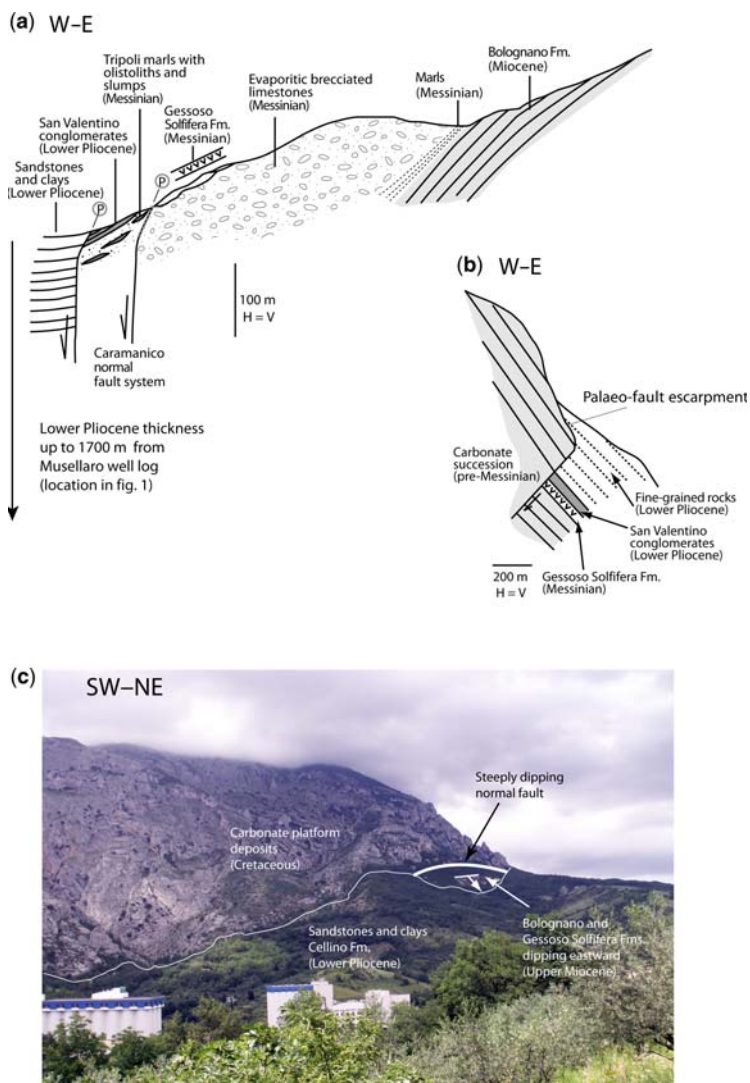 (a) W–E
Tripoli marls with
olistoliths and
slumps
(Messinian)
San Valentino
conglomerates
(Lower Pliocene)
Sandstones
and clays
(Lower Pliocene)
P
Gessoso
Solfifera Fm.
(Messinian)
P
Evaporitic brecciated
limestones
(Messinian)
Marls
(Messinian)
Bolognano Fm.
(Miocene)
100 m
H = V
Caramanico
normal
fault system
Lower Pliocene thickness
up to 1700 m from
Musellaro well log
(location in fig. 1)
(b) W–E
Palaeo-fault escarpment
Carbonate
succession
(pre-Messinian)
Fine-grained rocks
(Lower Pliocene)
San Valentino
conglomerates
(Lower Pliocene)
Gessoso Solfifera Fm.
(Messinian)
200 m
H = V
(c) SW–NE
Steeply dipping
normal fault
Carbonate platform
deposits
(Cretaceous)
Sandstones and clays
Cellino Fm.
(Lower Pliocene)
Bolognano and
Gessoso Solfifera Fms
dipping eastward
(Upper Miocene)